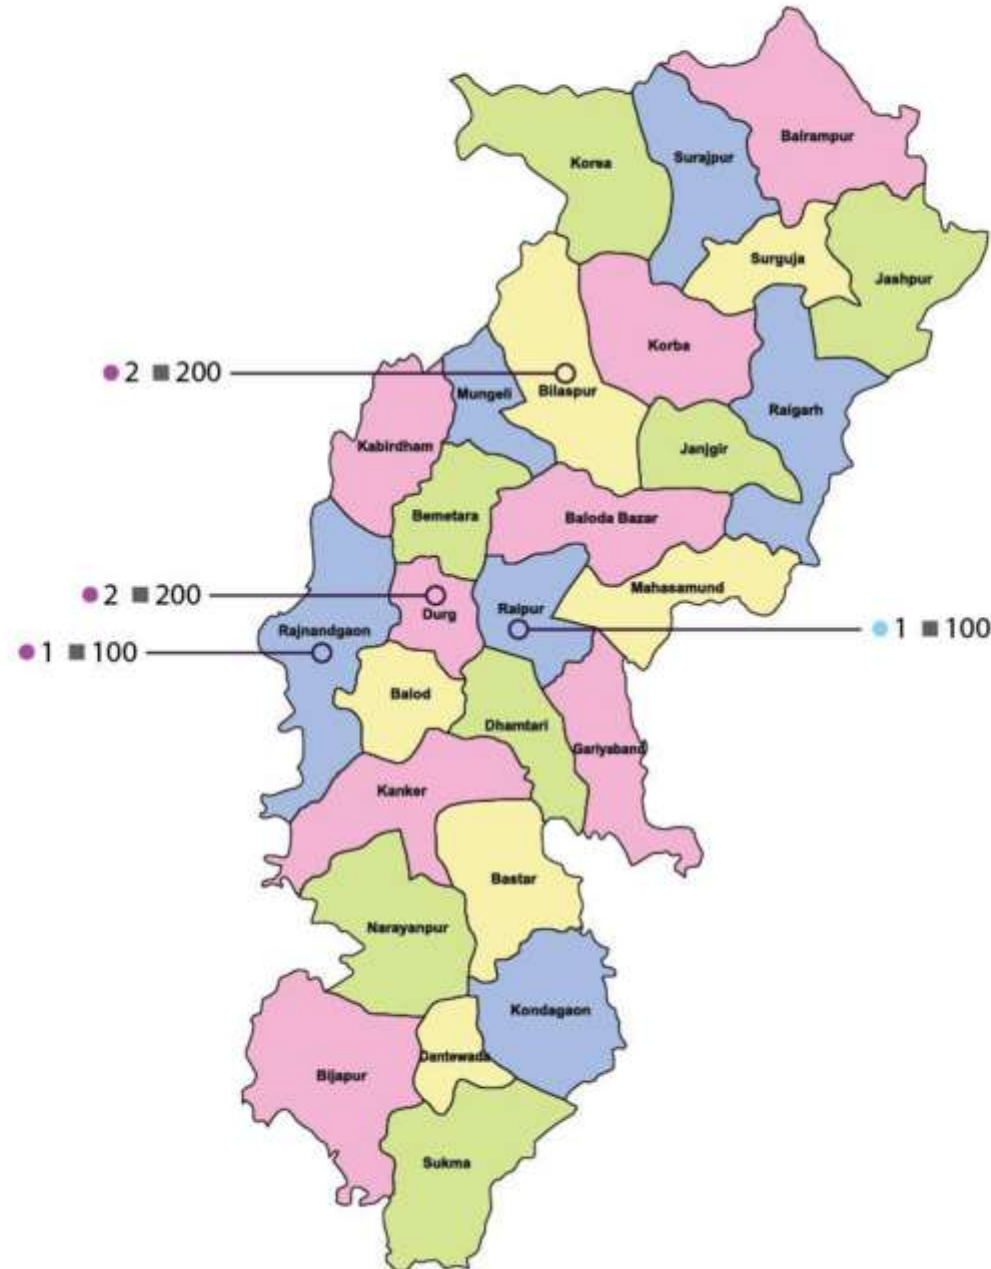 Balrampur
Korea
Surajpur
Surguja
Jashpur
Korba
2 200
Mungeli
Bilaspur
Raigarh
Kabirdham
Janjgir
Bemetara
Baloda Bazar
Mahasamund
2 200
Durg
Raipur
Rajnandgaon
1 100
1 100
Balod
Dhamtari
Gariyaband
Kanker
Bastar
Narayanpur
Kondagaon
Dantewada
Bijapur
Sukma